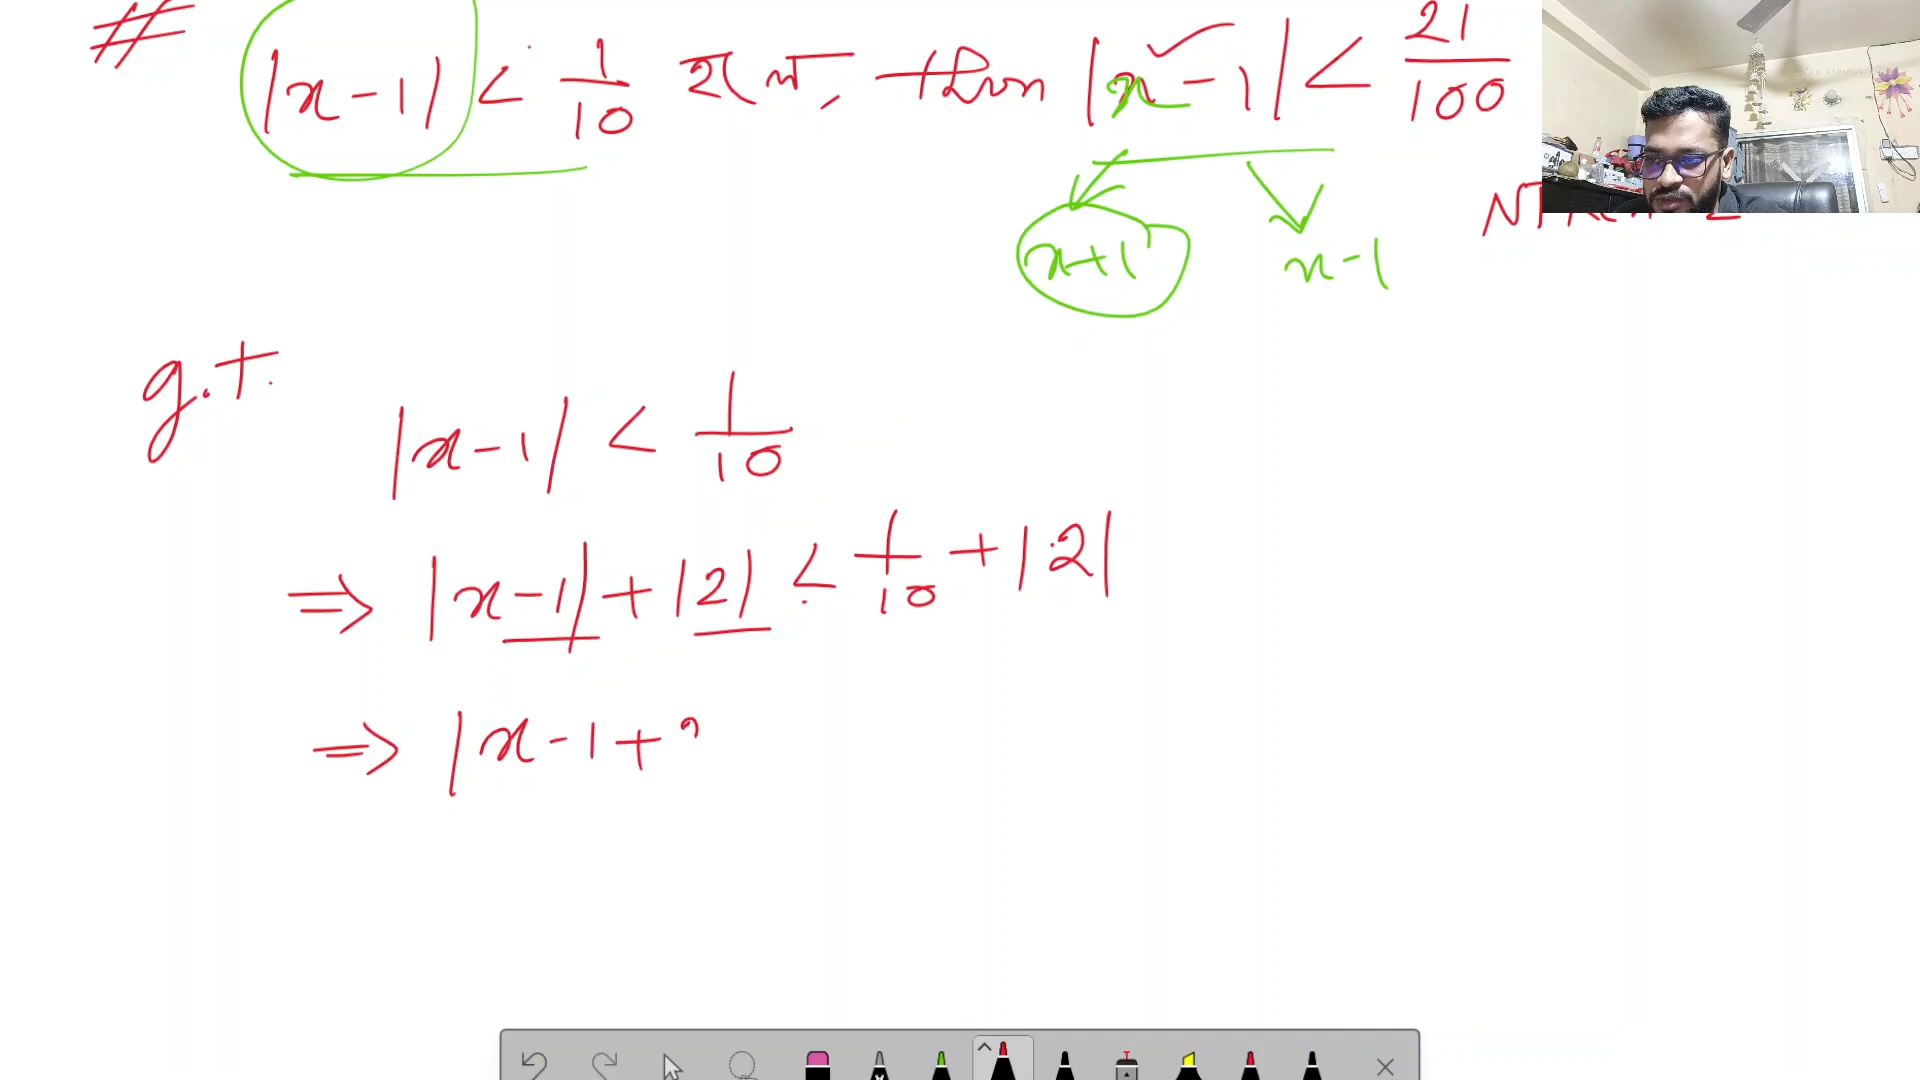 # |x-1| < 1/10 হলে, then |x² - 1| < 21/100
x+1 x-1
g.t.
|x-1| < 1/10
⇒ |x-1| + |2| < 1/10 + |2|
⇒ |x-1+